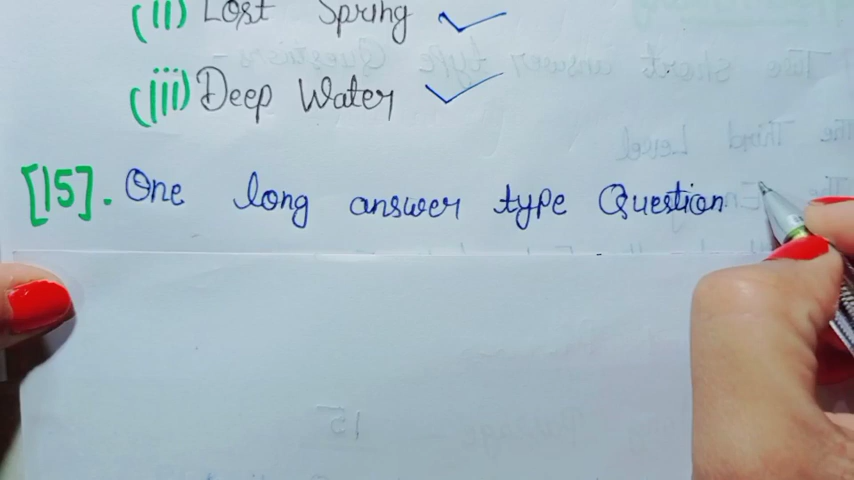 (ii) Lost Spring
(iii) Deep Water
[15]. One long answer type Question